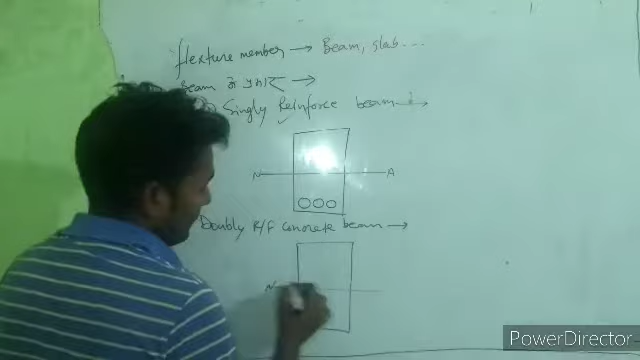 flexture member → Beam, slab...
Beam के प्रकार →
Singly Reinforce beam →
N A
Doubly R/F concrete beam →
N
PowerDirector